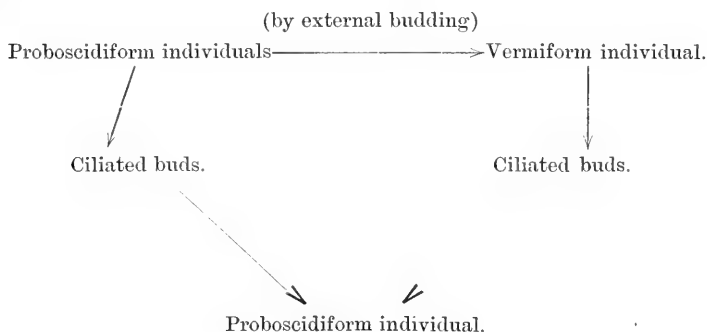 (by external budding)
Proboscidiform individuals Vermiform individual.
Ciliated buds. Ciliated buds.
Proboscidiform individual.